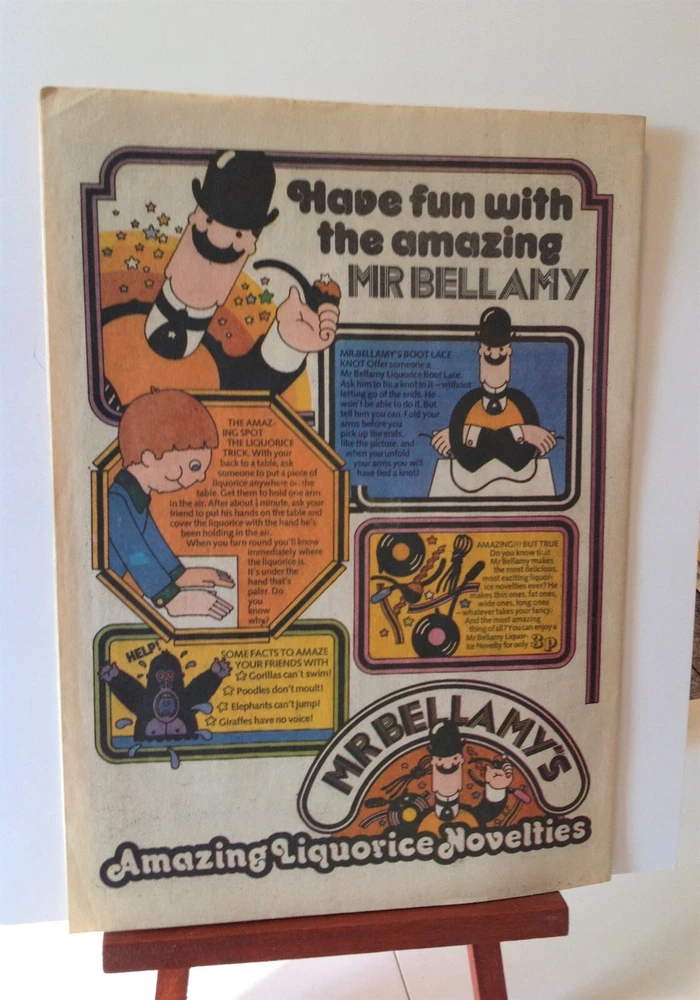 Have fun with
the amazing
MR BELLAMY
MR.BELLAMY'S BOOT LACE
KNOT Offer someone a
Mr Bellamy Liquorice Boot Lace.
Ask him to tie a knot in it – without
letting go of the ends. He
won't be able to do it. But
tell him you can. Fold your
arms before you
pick up the ends,
like the picture, and
when you unfold
your arms you will
have tied a knot!
THE AMAZ-
ING SPOT
THE LIQUORICE
TRICK. With your
back to a table, ask
someone to put a piece of
liquorice anywhere on the
table. Get them to hold one arm
in the air. After about ½ minute, ask your
friend to put his hands on the table and
cover the liquorice with the hand he's
been holding in the air.
When you turn round you'll know
immediately where
the liquorice is.
It's under the
hand that's
paler. Do
you
know
why?
AMAZING!!! BUT TRUE
Do you know that
Mr Bellamy makes
the most delicious,
most exciting liquor-
ice novelties ever? He
makes thin ones, fat ones,
wide ones, long ones
–whatever takes your fancy!
And the most amazing
thing of all? You can enjoy a
Mr Bellamy Liquor-
ice Novelty for only 3p
HELP!
SOME FACTS TO AMAZE
YOUR FRIENDS WITH
Gorillas can't swim!
Poodles don't moult!
Elephants can't jump!
Giraffes have no voice!
MR BELLAMY'S
Amazing Liquorice Novelties